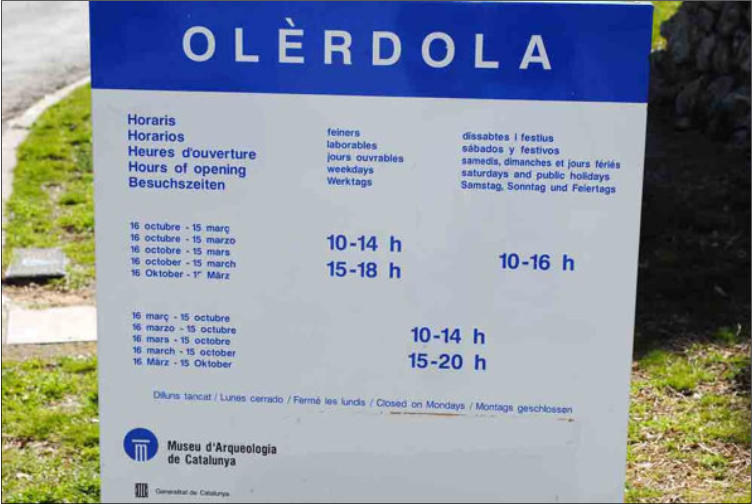 OLÈRDOLA
Horaris
Horarios
Heures d'ouverture
Hours of opening
Besuchszeiten
feiners
laborables
jours ouvrables
weekdays
Werktags
dissabtes i festius
sábados y festivos
samedis, dimanches et jours fériés
saturdays and public holidays
Samstag, Sonntag und Feiertags
16 octubre - 15 març
16 octubre - 15 marzo
16 octobre - 15 mars
16 october - 15 march
16 Oktober - März
10-14 h
15-18 h
10-16 h
16 març - 15 octubre
16 marzo - 15 octubre
16 mars - 15 octobre
16 march - 15 october
16 März - 15 Oktober
10-14 h
15-20 h
Dilluns tancat / Lunes cerrado / Fermé les lundis / Closed on Mondays / Montags geschlossen
Museu d'Arqueologia
de Catalunya
Generalitat de Catalunya